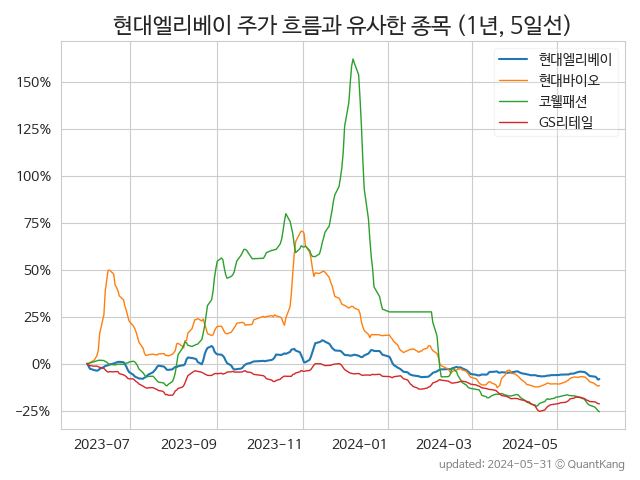 현대엘리베이 주가 흐름과 유사한 종목 (1년, 5일선)
현대엘리베이
현대바이오
코웰패션
GS리테일
150%
125%
100%
75%
50%
25%
0%
−25%
2023-07 2023-09 2023-11 2024-01 2024-03 2024-05
updated: 2024-05-31 © QuantKang